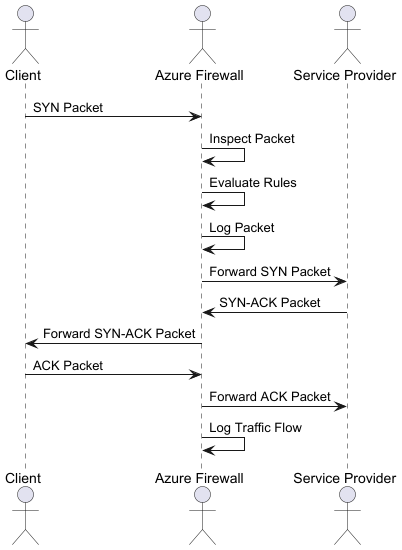 Client Azure Firewall Service Provider
SYN Packet
Inspect Packet
Evaluate Rules
Log Packet
Forward SYN Packet
SYN-ACK Packet
Forward SYN-ACK Packet
ACK Packet
Forward ACK Packet
Log Traffic Flow
Client Azure Firewall Service Provider